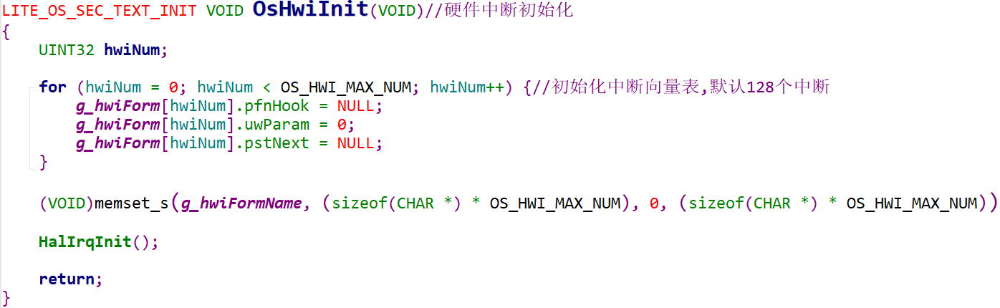 LITE_OS_SEC_TEXT_INIT VOID OsHwiInit(VOID)//硬件中断初始化
{
    UINT32 hwiNum;
    for (hwiNum = 0; hwiNum < OS_HWI_MAX_NUM; hwiNum++) {//初始化中断向量表,默认128个中断
        g_hwiForm[hwiNum].pfnHook = NULL;
        g_hwiForm[hwiNum].uwParam = 0;
        g_hwiForm[hwiNum].pstNext = NULL;
    }
    (VOID)memset_s(g_hwiFormName, (sizeof(CHAR *) * OS_HWI_MAX_NUM), 0, (sizeof(CHAR *) * OS_HWI_MAX_NUM))
    HalIrqInit();
    return;
}